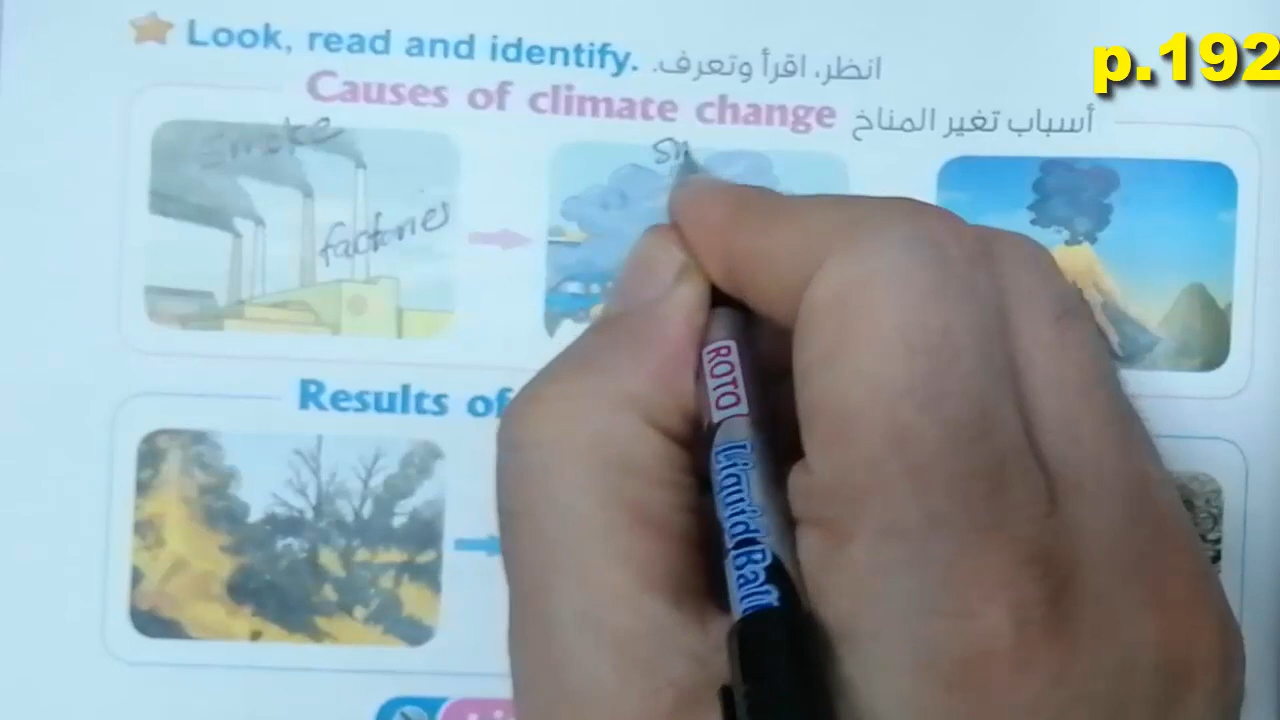 p.192
Look, read and identify. انظر، اقرأ وتعرف.
Causes of climate change أسباب تغير المناخ
smoke
factories
sm
Results of
ROTO
Liquid Ball